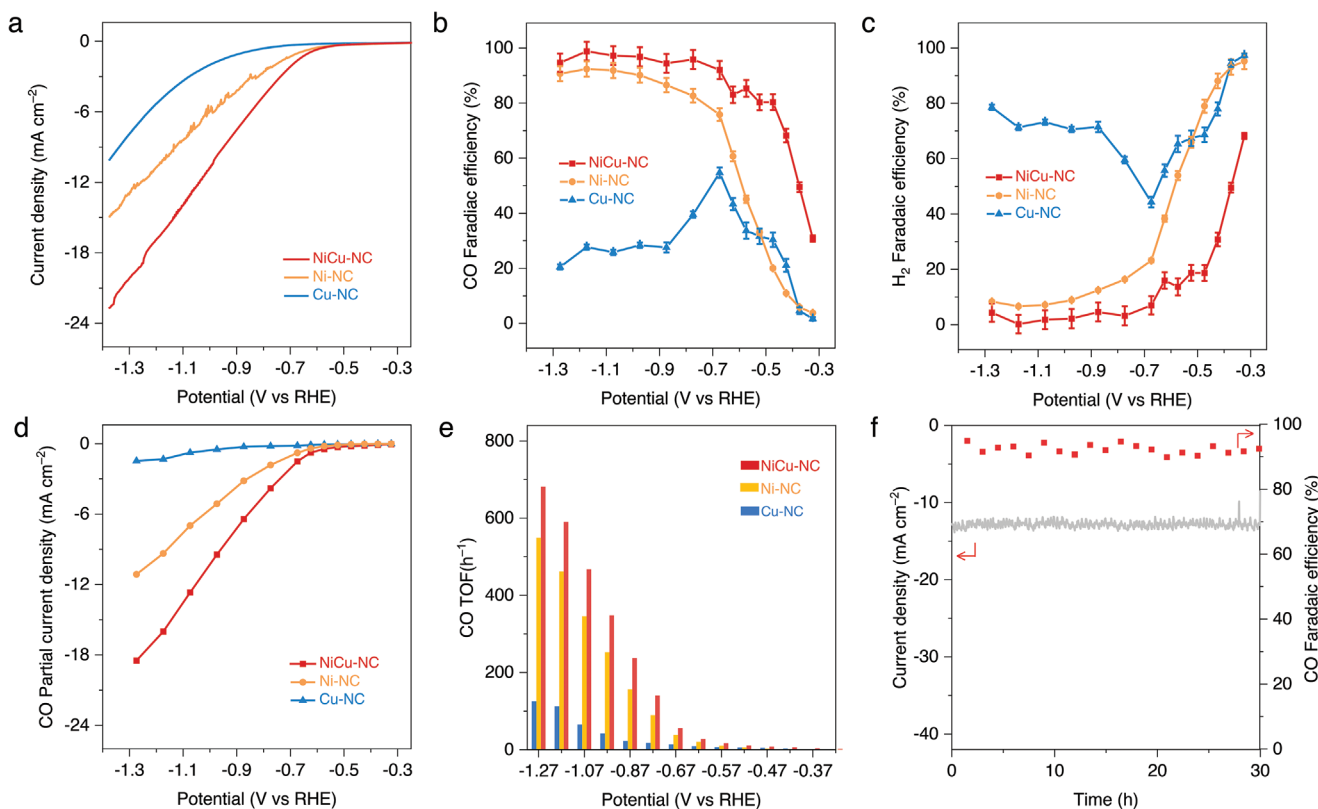 a
0
-6
-12
-18
-24
Current density (mA cm⁻²)
NiCu-NC
Ni-NC
Cu-NC
-1.3 -1.1 -0.9 -0.7 -0.5 -0.3
Potential (V vs RHE)
b
100
80
60
40
20
0
CO Faradiac efficiency (%)
NiCu-NC
Ni-NC
Cu-NC
-1.3 -1.1 -0.9 -0.7 -0.5 -0.3
Potential (V vs RHE)
c
100
80
60
40
20
0
H₂ Faradaic efficiency (%)
NiCu-NC
Ni-NC
Cu-NC
-1.3 -1.1 -0.9 -0.7 -0.5 -0.3
Potential (V vs RHE)
d
0
-6
-12
-18
-24
CO Partial current density (mA cm⁻²)
NiCu-NC
Ni-NC
Cu-NC
-1.3 -1.1 -0.9 -0.7 -0.5 -0.3
Potential (V vs RHE)
e
800
600
400
200
0
CO TOF(h⁻¹)
NiCu-NC
Ni-NC
Cu-NC
-1.27 -1.07 -0.87 -0.67 -0.57 -0.47 -0.37
Potential (V vs RHE)
f
0
-10
-20
-30
-40
Current density (mA cm⁻²)
100
80
60
40
20
0
CO Faradaic efficiency (%)
0 10 20 30
Time (h)